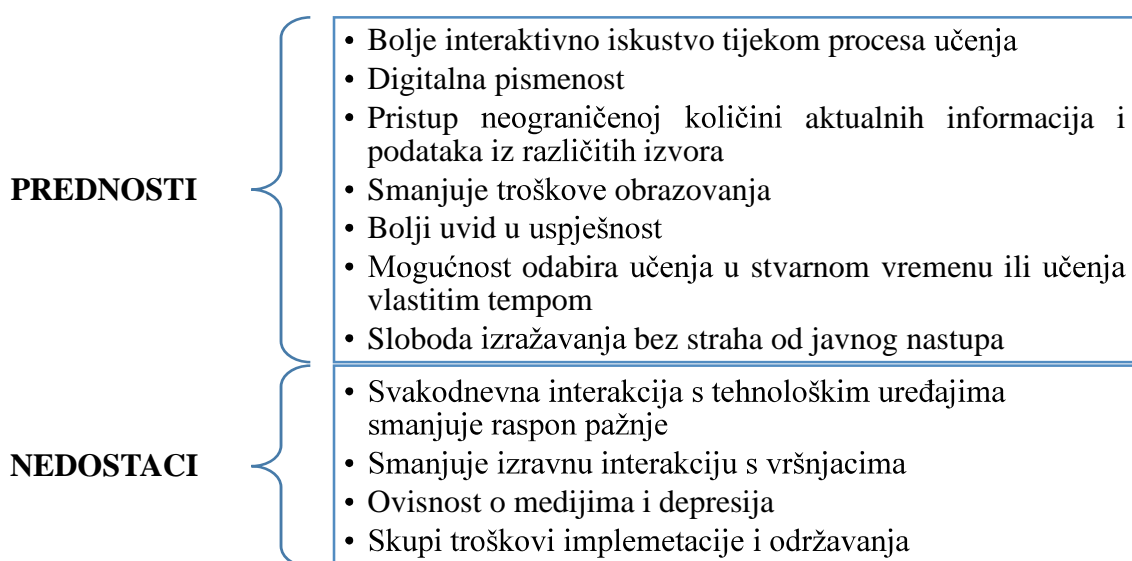 PREDNOSTI
• Bolje interaktivno iskustvo tijekom procesa učenja
• Digitalna pismenost
• Pristup neograničenoj količini aktualnih informacija i
podataka iz različitih izvora
• Smanjuje troškove obrazovanja
• Bolji uvid u uspješnost
• Mogućnost odabira učenja u stvarnom vremenu ili učenja
vlastitim tempom
• Sloboda izražavanja bez straha od javnog nastupa
NEDOSTACI
• Svakodnevna interakcija s tehnološkim uređajima
smanjuje raspon pažnje
• Smanjuje izravnu interakciju s vršnjacima
• Ovisnost o medijima i depresija
• Skupi troškovi implemetacije i održavanja